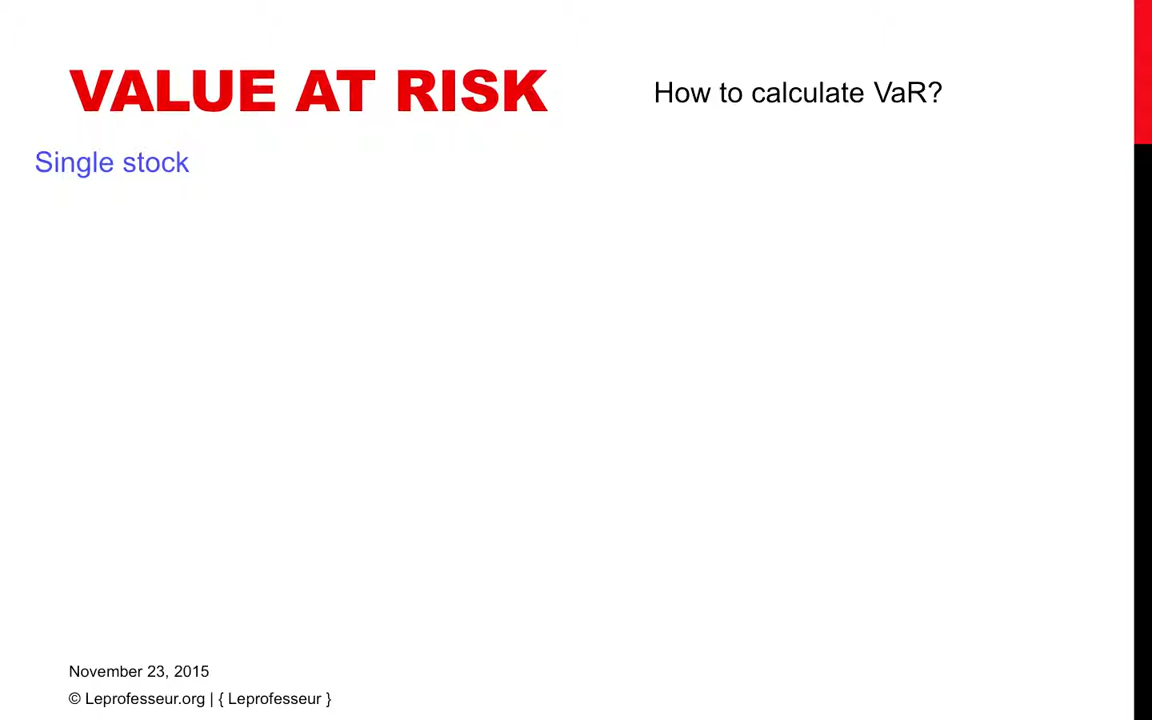 VALUE AT RISK
How to calculate VaR?
Single stock
November 23, 2015
© Leprofesseur.org | { Leprofesseur }